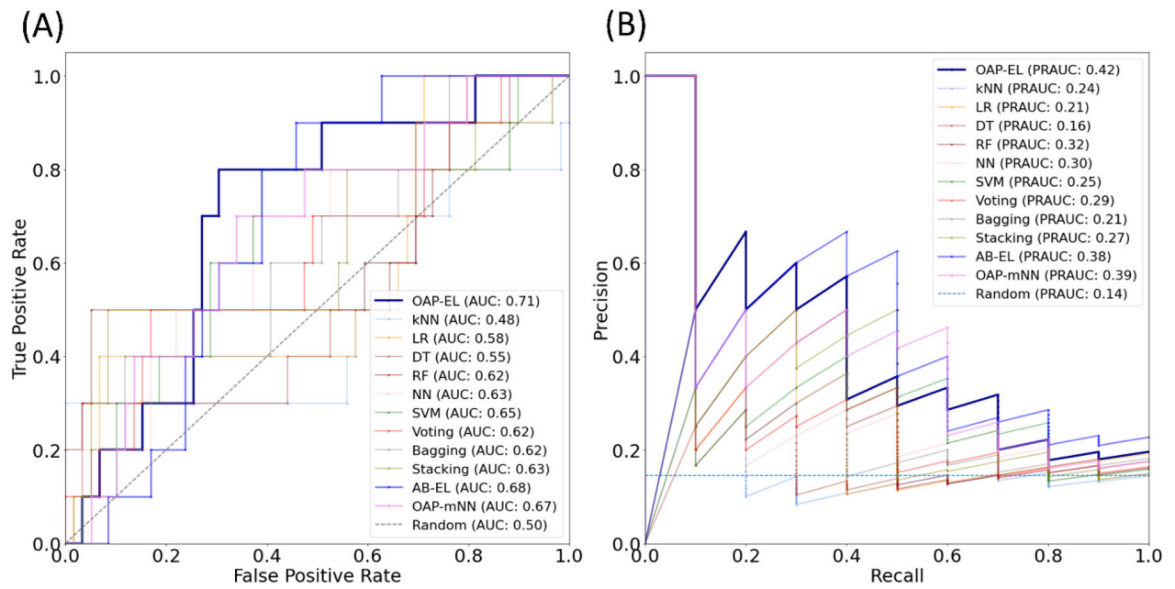 (A)
True Positive Rate
1.0
0.8
0.6
0.4
0.2
0.0
OAP-EL (AUC: 0.71)
kNN (AUC: 0.48)
LR (AUC: 0.58)
DT (AUC: 0.55)
RF (AUC: 0.62)
NN (AUC: 0.63)
SVM (AUC: 0.65)
Voting (AUC: 0.62)
Bagging (AUC: 0.62)
Stacking (AUC: 0.63)
AB-EL (AUC: 0.68)
OAP-mNN (AUC: 0.67)
Random (AUC: 0.50)
0.0 0.2 0.4 0.6 0.8 1.0
False Positive Rate
(B)
Precision
1.0
0.8
0.6
0.4
0.2
0.0
OAP-EL (PRAUC: 0.42)
kNN (PRAUC: 0.24)
LR (PRAUC: 0.21)
DT (PRAUC: 0.16)
RF (PRAUC: 0.32)
NN (PRAUC: 0.30)
SVM (PRAUC: 0.25)
Voting (PRAUC: 0.29)
Bagging (PRAUC: 0.21)
Stacking (PRAUC: 0.27)
AB-EL (PRAUC: 0.38)
OAP-mNN (PRAUC: 0.39)
Random (PRAUC: 0.14)
0.0 0.2 0.4 0.6 0.8 1.0
Recall